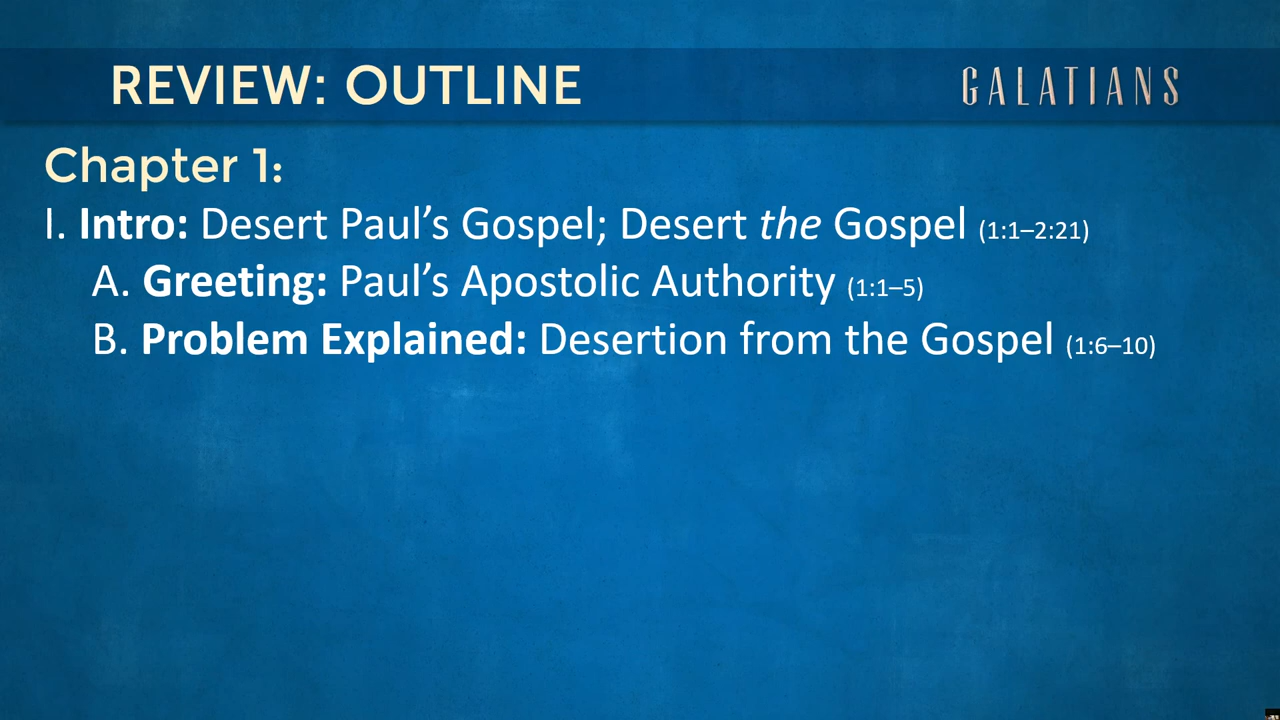 REVIEW: OUTLINE
GALATIANS
Chapter 1:
I. Intro: Desert Paul’s Gospel; Desert the Gospel (1:1–2:21)
A. Greeting: Paul’s Apostolic Authority (1:1–5)
B. Problem Explained: Desertion from the Gospel (1:6–10)